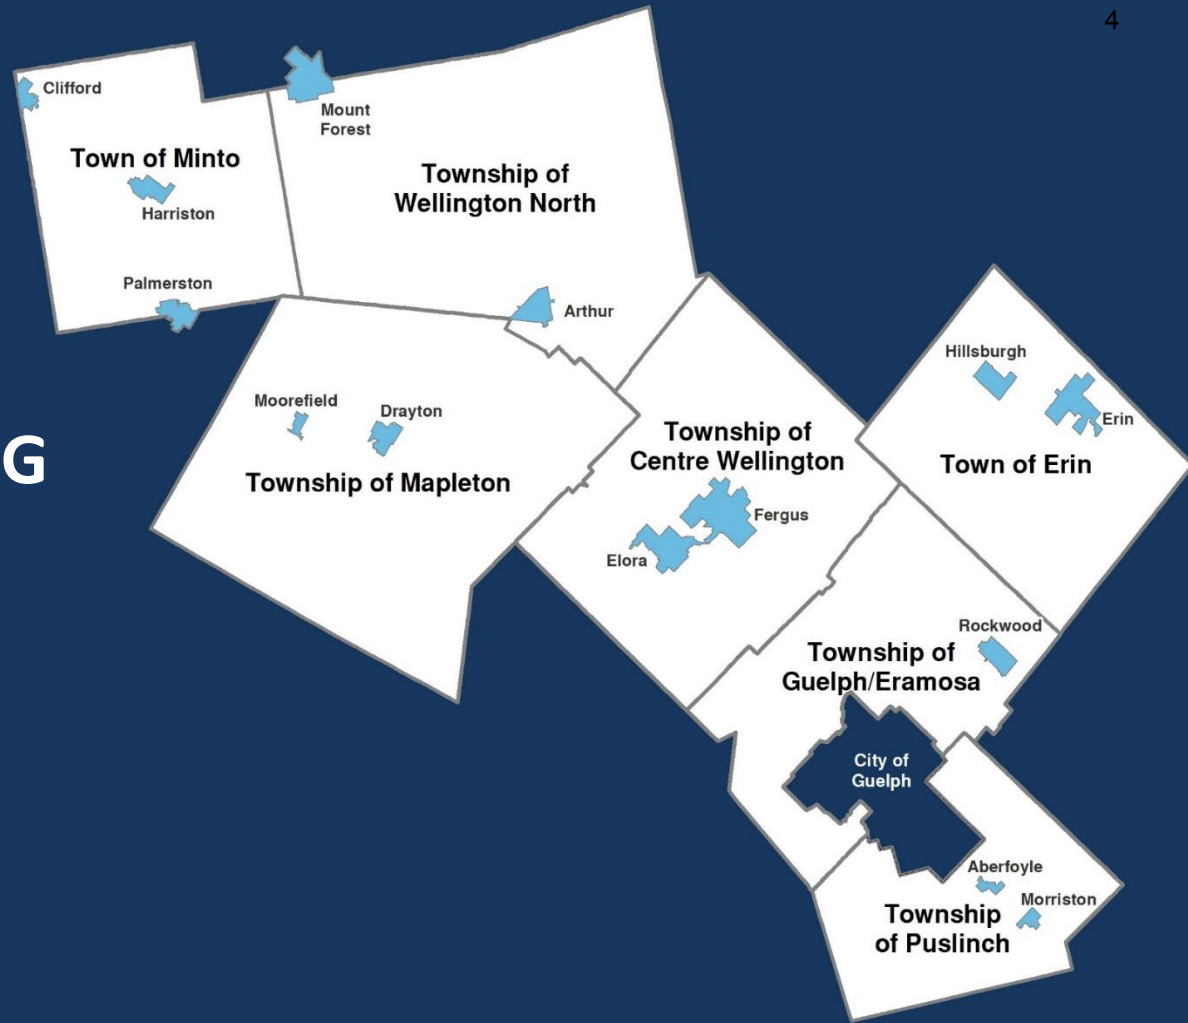 4
Clifford
Mount
Forest
Town of Minto
Township of
Wellington North
Harriston
Palmerston
Arthur
Hillsburgh
Erin
Moorefield
Drayton
Township of
Centre Wellington
Town of Erin
G
Township of Mapleton
Fergus
Elora
Rockwood
Township of
Guelph/Eramosa
City of
Guelph
Aberfoyle
Morriston
Township
of Puslinch